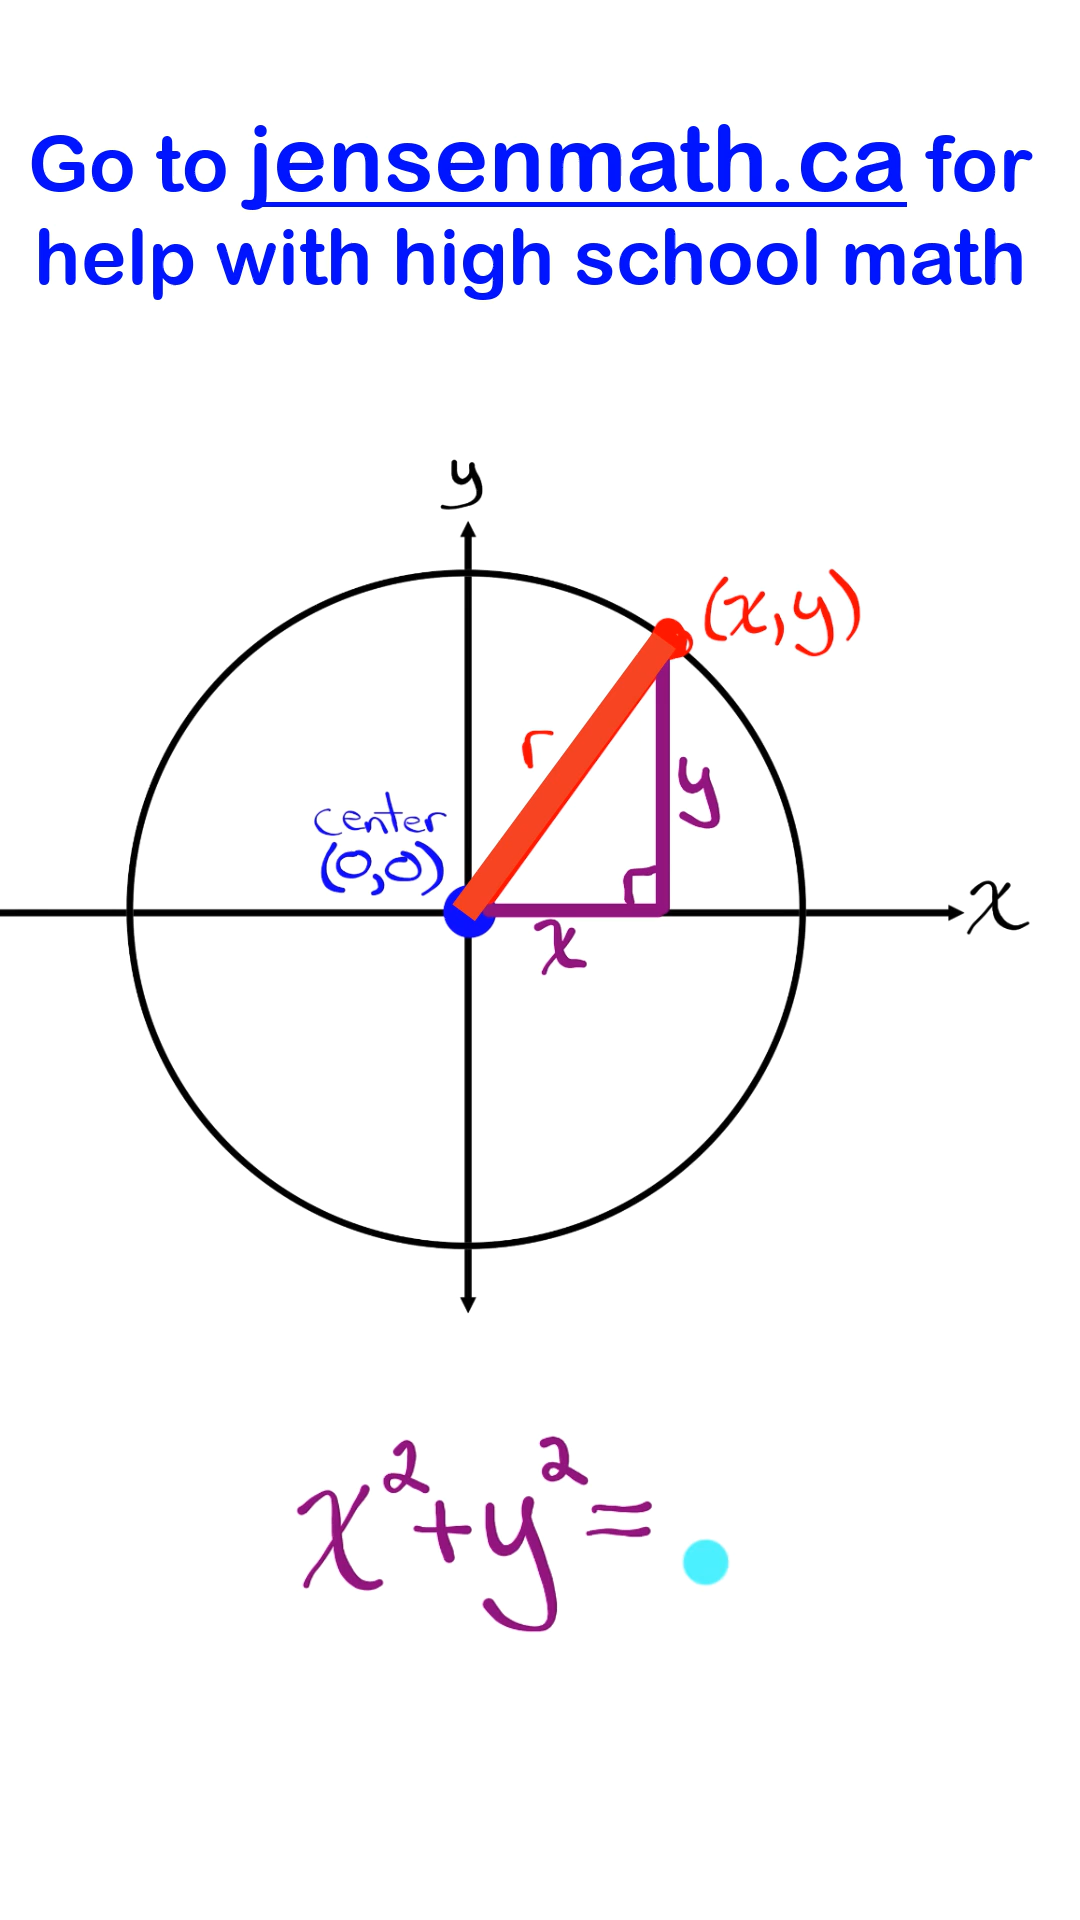 Go to jensenmath.ca for
help with high school math
y
(x,y)
r
y
center
(0,0)
x
x
x²+y²=